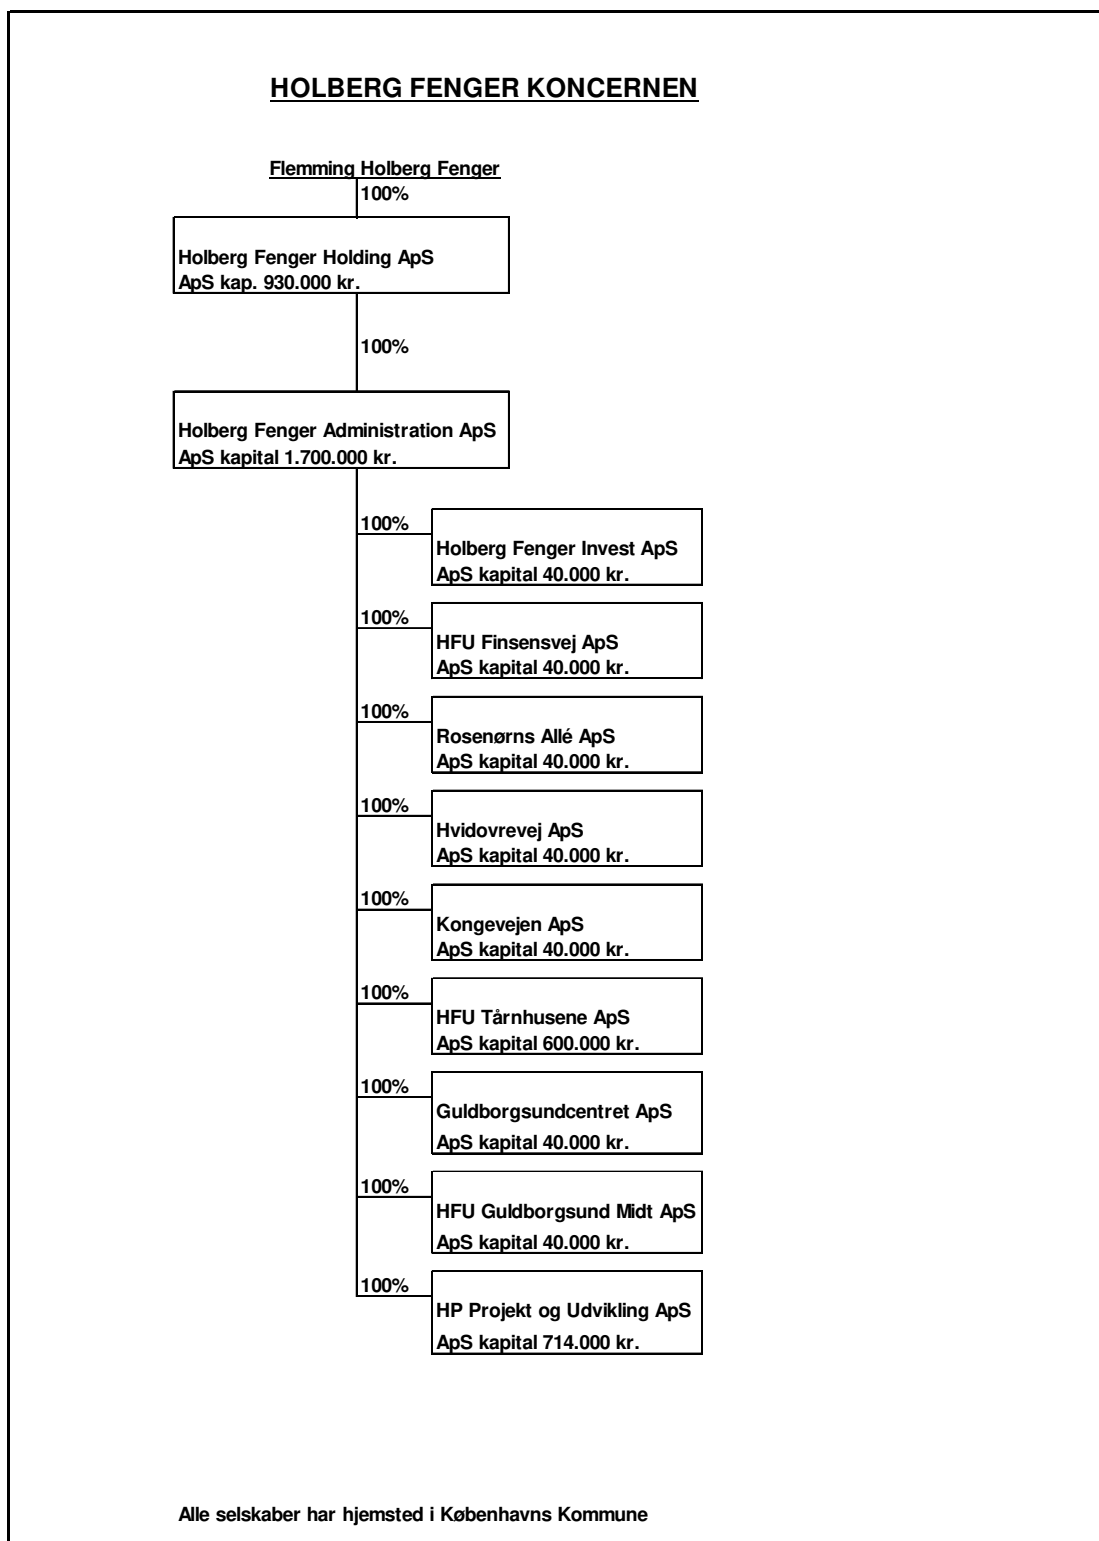 HOLBERG FENGER KONCERNEN
Flemming Holberg Fenger
100%
Holberg Fenger Holding ApS
ApS kap. 930.000 kr.
100%
Holberg Fenger Administration ApS
ApS kapital 1.700.000 kr.
100%
Holberg Fenger Invest ApS
ApS kapital 40.000 kr.
100%
HFU Finsensvej ApS
ApS kapital 40.000 kr.
100%
Rosenørns Allé ApS
ApS kapital 40.000 kr.
100%
Hvidovrevej ApS
ApS kapital 40.000 kr.
100%
Kongevejen ApS
ApS kapital 40.000 kr.
100%
HFU Tårnhusene ApS
ApS kapital 600.000 kr.
100%
Guldborgsundcentret ApS
ApS kapital 40.000 kr.
100%
HFU Guldborgsund Midt ApS
ApS kapital 40.000 kr.
100%
HP Projekt og Udvikling ApS
ApS kapital 714.000 kr.
Alle selskaber har hjemsted i Københavns Kommune